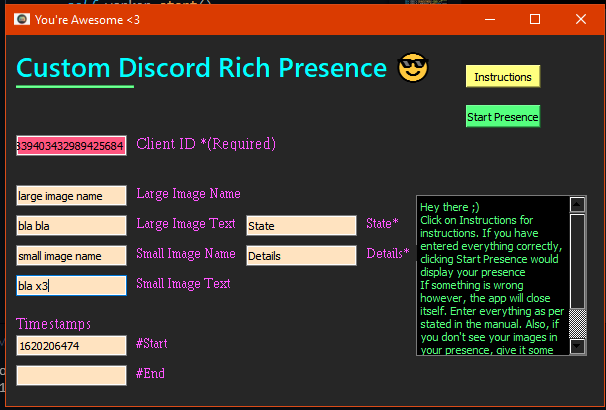 You're Awesome <3
Custom Discord Rich Presence 😎
Instructions
Start Presence
339403432989425684 Client ID *(Required)
large image name Large Image Name
bla bla Large Image Text State State*
small image name Small Image Name Details Details*
bla x3 Small Image Text
Timestamps
1620206474 #Start
#End
Hey there ;)
Click on Instructions for
instructions. If you have
entered everything correctly,
clicking Start Presence would
display your presence
If something is wrong
however, the app will close
itself. Enter everything as per
stated in the manual. Also, if
you don't see your images in
your presence, give it some